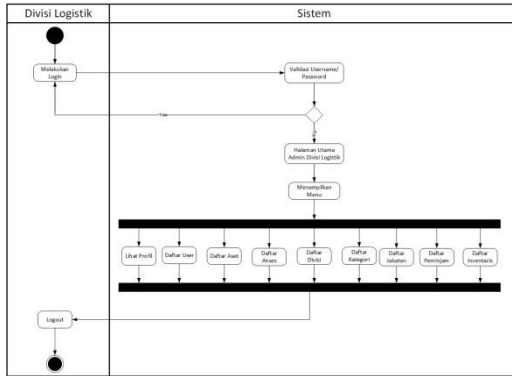 Divisi Logistik
Sistem
Melakukan
Login
Validasi Username/
Password
Halaman Utama
Admin Divisi Logistik
Menampilkan
Menu
Lihat Profil
Daftar User
Daftar Aset
Daftar
Akses
Daftar
Divisi
Daftar
Kategori
Daftar
Jabatan
Daftar
Peminjam
Daftar
Inventaris
Logout